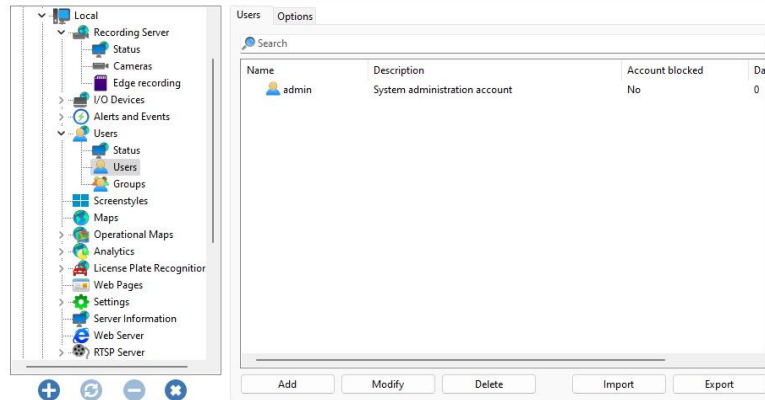 Local
Recording Server
Status
Cameras
Edge recording
I/O Devices
Alerts and Events
Users
Status
Users
Groups
Screenstyles
Maps
Operational Maps
Analytics
License Plate Recognition
Web Pages
Settings
Server Information
Web Server
RTSP Server
Users Options
Search
Name Description Account blocked Da
admin System administration account No 0
Add Modify Delete Import Export